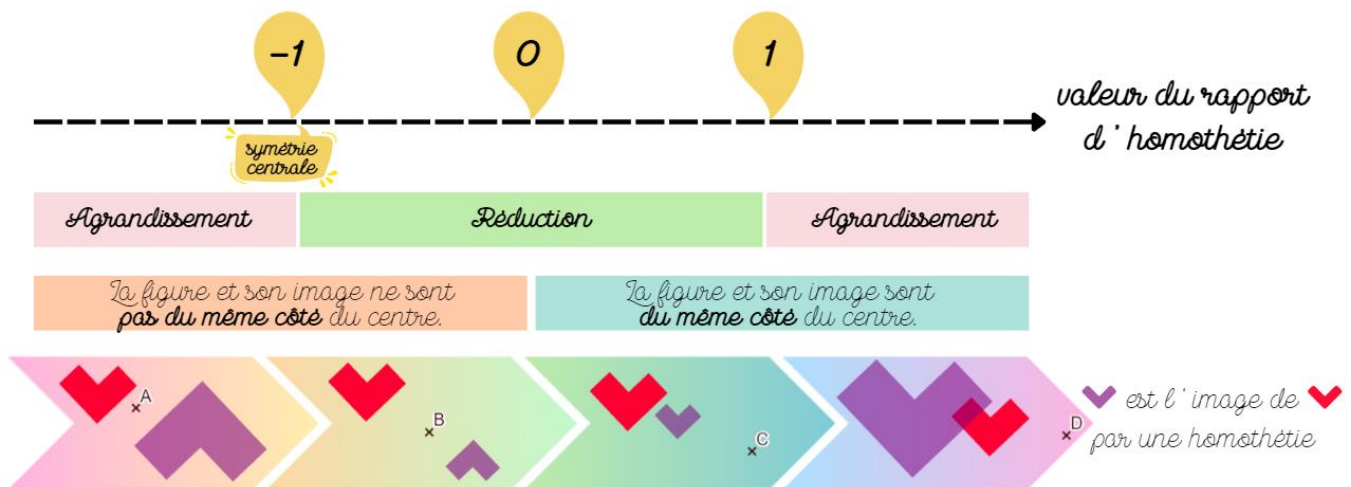 -1
0
1
valeur du rapport
d'homothétie
symétrie
centrale
Agrandissement
Réduction
Agrandissement
La figure et son image ne sont
pas du même côté du centre.
La figure et son image sont
du même côté du centre.
A
B
C
D
est l'image de
par une homothétie